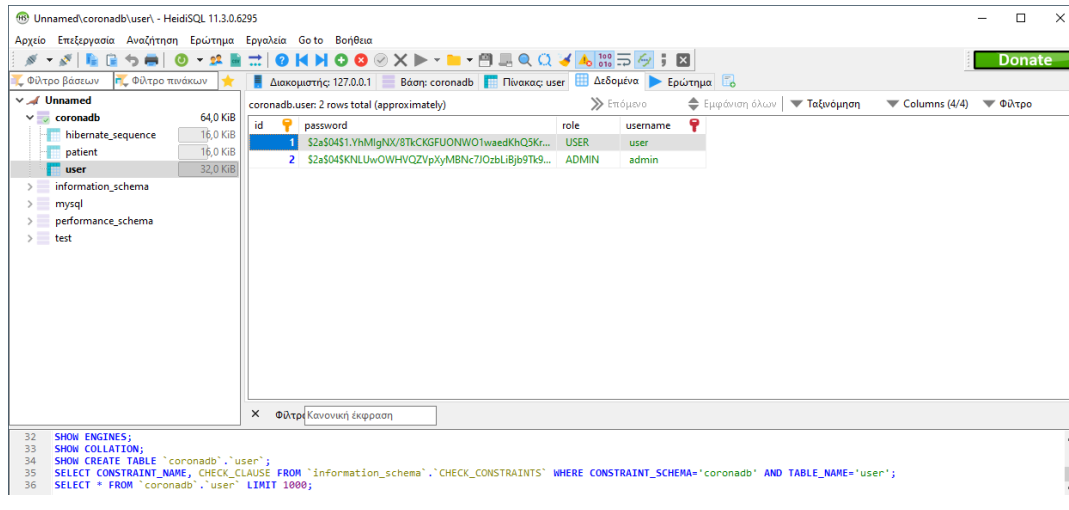 Unnamed\coronadb\user\ - HeidiSQL 11.3.0.6295
Αρχείο Επεξεργασία Αναζήτηση Ερώτημα Εργαλεία Go to Βοήθεια
Donate
Φίλτρο βάσεων Φίλτρο πινάκων Διακομιστής: 127.0.0.1 Βάση: coronadb Πίνακας: user Δεδομένα Ερώτημα
Unnamed
coronadb 64,0 KiB
hibernate_sequence 16,0 KiB
patient 16,0 KiB
user 32,0 KiB
information_schema
mysql
performance_schema
test
coronadb.user: 2 rows total (approximately) Επόμενο Εμφάνιση όλων Ταξινόμηση Columns (4/4) Φίλτρο
id password role username
1 $2a$04$1.YhMIgNX/8TkCKGFUONWO1waedKhQ5Kr... USER user
2 $2a$04$KNLUwOWHVQZVpXyMBNc7JOzbLiBjb9Tk9... ADMIN admin
Φίλτρο Κανονική έκφραση
32 SHOW ENGINES;
33 SHOW COLLATION;
34 SHOW CREATE TABLE `coronadb`.`user`;
35 SELECT CONSTRAINT_NAME, CHECK_CLAUSE FROM `information_schema`.`CHECK_CONSTRAINTS` WHERE CONSTRAINT_SCHEMA='coronadb' AND TABLE_NAME='user';
36 SELECT * FROM `coronadb`.`user` LIMIT 1000;